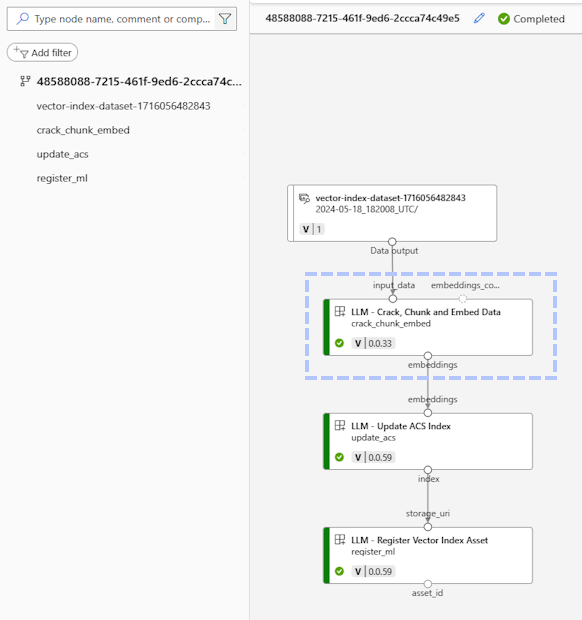 Type node name, comment or comp...
Add filter
48588088-7215-461f-9ed6-2ccca74c...
vector-index-dataset-1716056482843
crack_chunk_embed
update_acs
register_ml
48588088-7215-461f-9ed6-2ccca74c49e5
Completed
vector-index-dataset-1716056482843
2024-05-18_182008_UTC/
V | 1
Data output
input_data
embeddings_co...
LLM - Crack, Chunk and Embed Data
crack_chunk_embed
V | 0.0.33
embeddings
embeddings
LLM - Update ACS Index
update_acs
V | 0.0.59
index
storage_uri
LLM - Register Vector Index Asset
register_ml
V | 0.0.59
asset_id